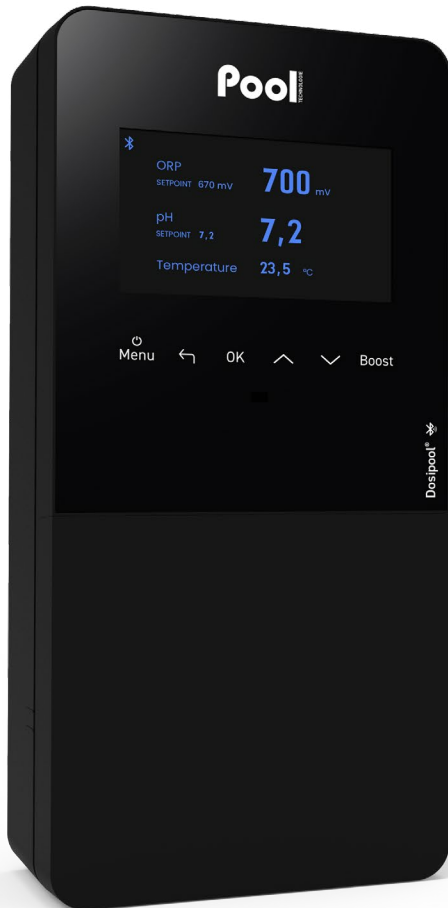 Pool
TECHNOLOGIE
ORP
SETPOINT 670 mV 700 mV
pH
SETPOINT 7,2 7,2
Temperature 23,5 °C
Menu OK Boost
Dosipool®